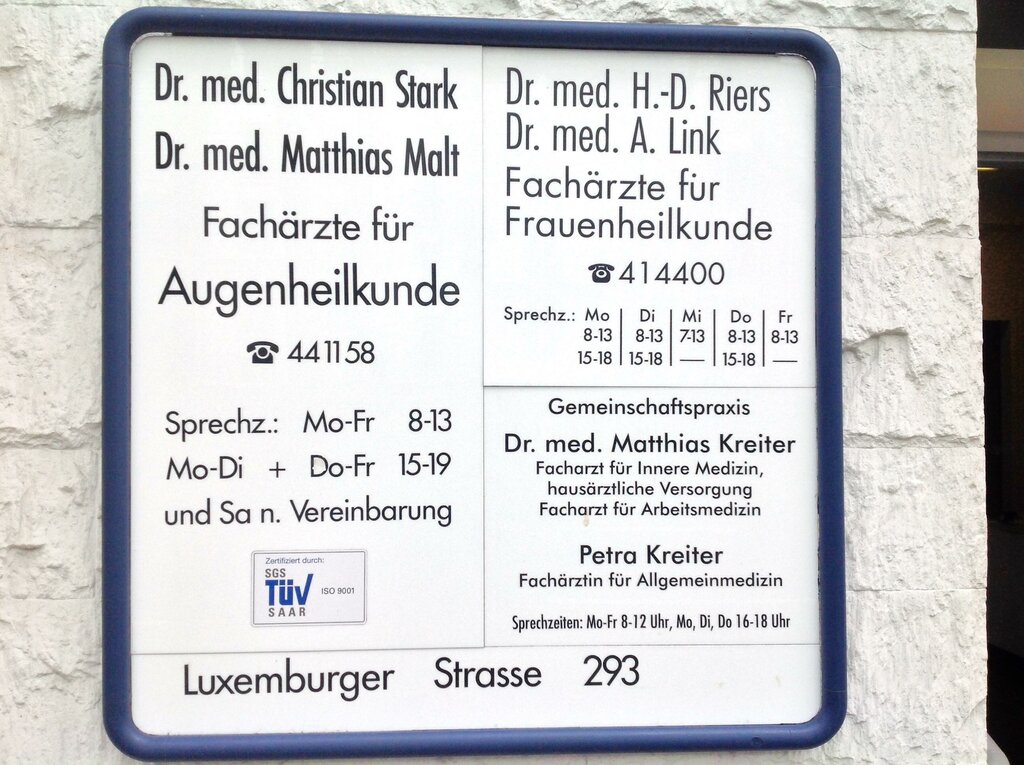 Dr. med. Christian Stark
Dr. med. Matthias Malt
Fachärzte für
Augenheilkunde
☎ 441158
Sprechz.: Mo-Fr 8-13
Mo-Di + Do-Fr 15-19
und Sa n. Vereinbarung
Zertifiziert durch:
SGS
TÜV
SAAR
ISO 9001
Dr. med. H.-D. Riers
Dr. med. A. Link
Fachärzte fur
Frauenheilkunde
☎ 414400
Sprechz.: Mo | Di | Mi | Do | Fr
8-13 | 8-13 | 7-13 | 8-13 | 8-13
15-18 | 15-18 | — | 15-18 | —
Gemeinschaftspraxis
Dr. med. Matthias Kreiter
Facharzt für Innere Medizin,
hausärztliche Versorgung
Facharzt für Arbeitsmedizin
Petra Kreiter
Fachärztin für Allgemeinmedizin
Sprechzeiten: Mo-Fr 8-12 Uhr, Mo, Di, Do 16-18 Uhr
Luxemburger Strasse 293